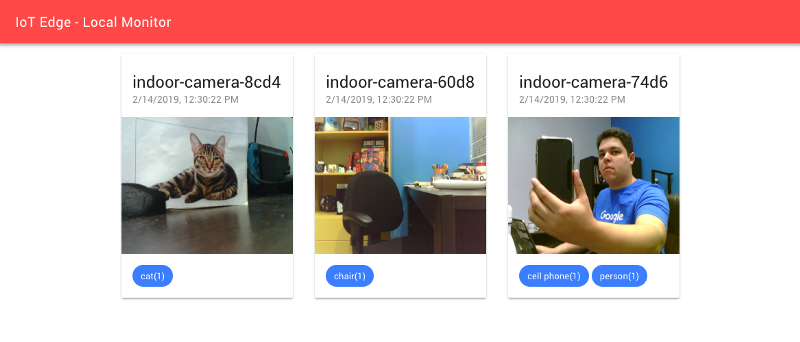 IoT Edge - Local Monitor
indoor-camera-8cd4
2/14/2019, 12:30:22 PM
cat(1)
indoor-camera-60d8
2/14/2019, 12:30:22 PM
chair(1)
indoor-camera-74d6
2/14/2019, 12:30:22 PM
Google
cell phone(1) person(1)